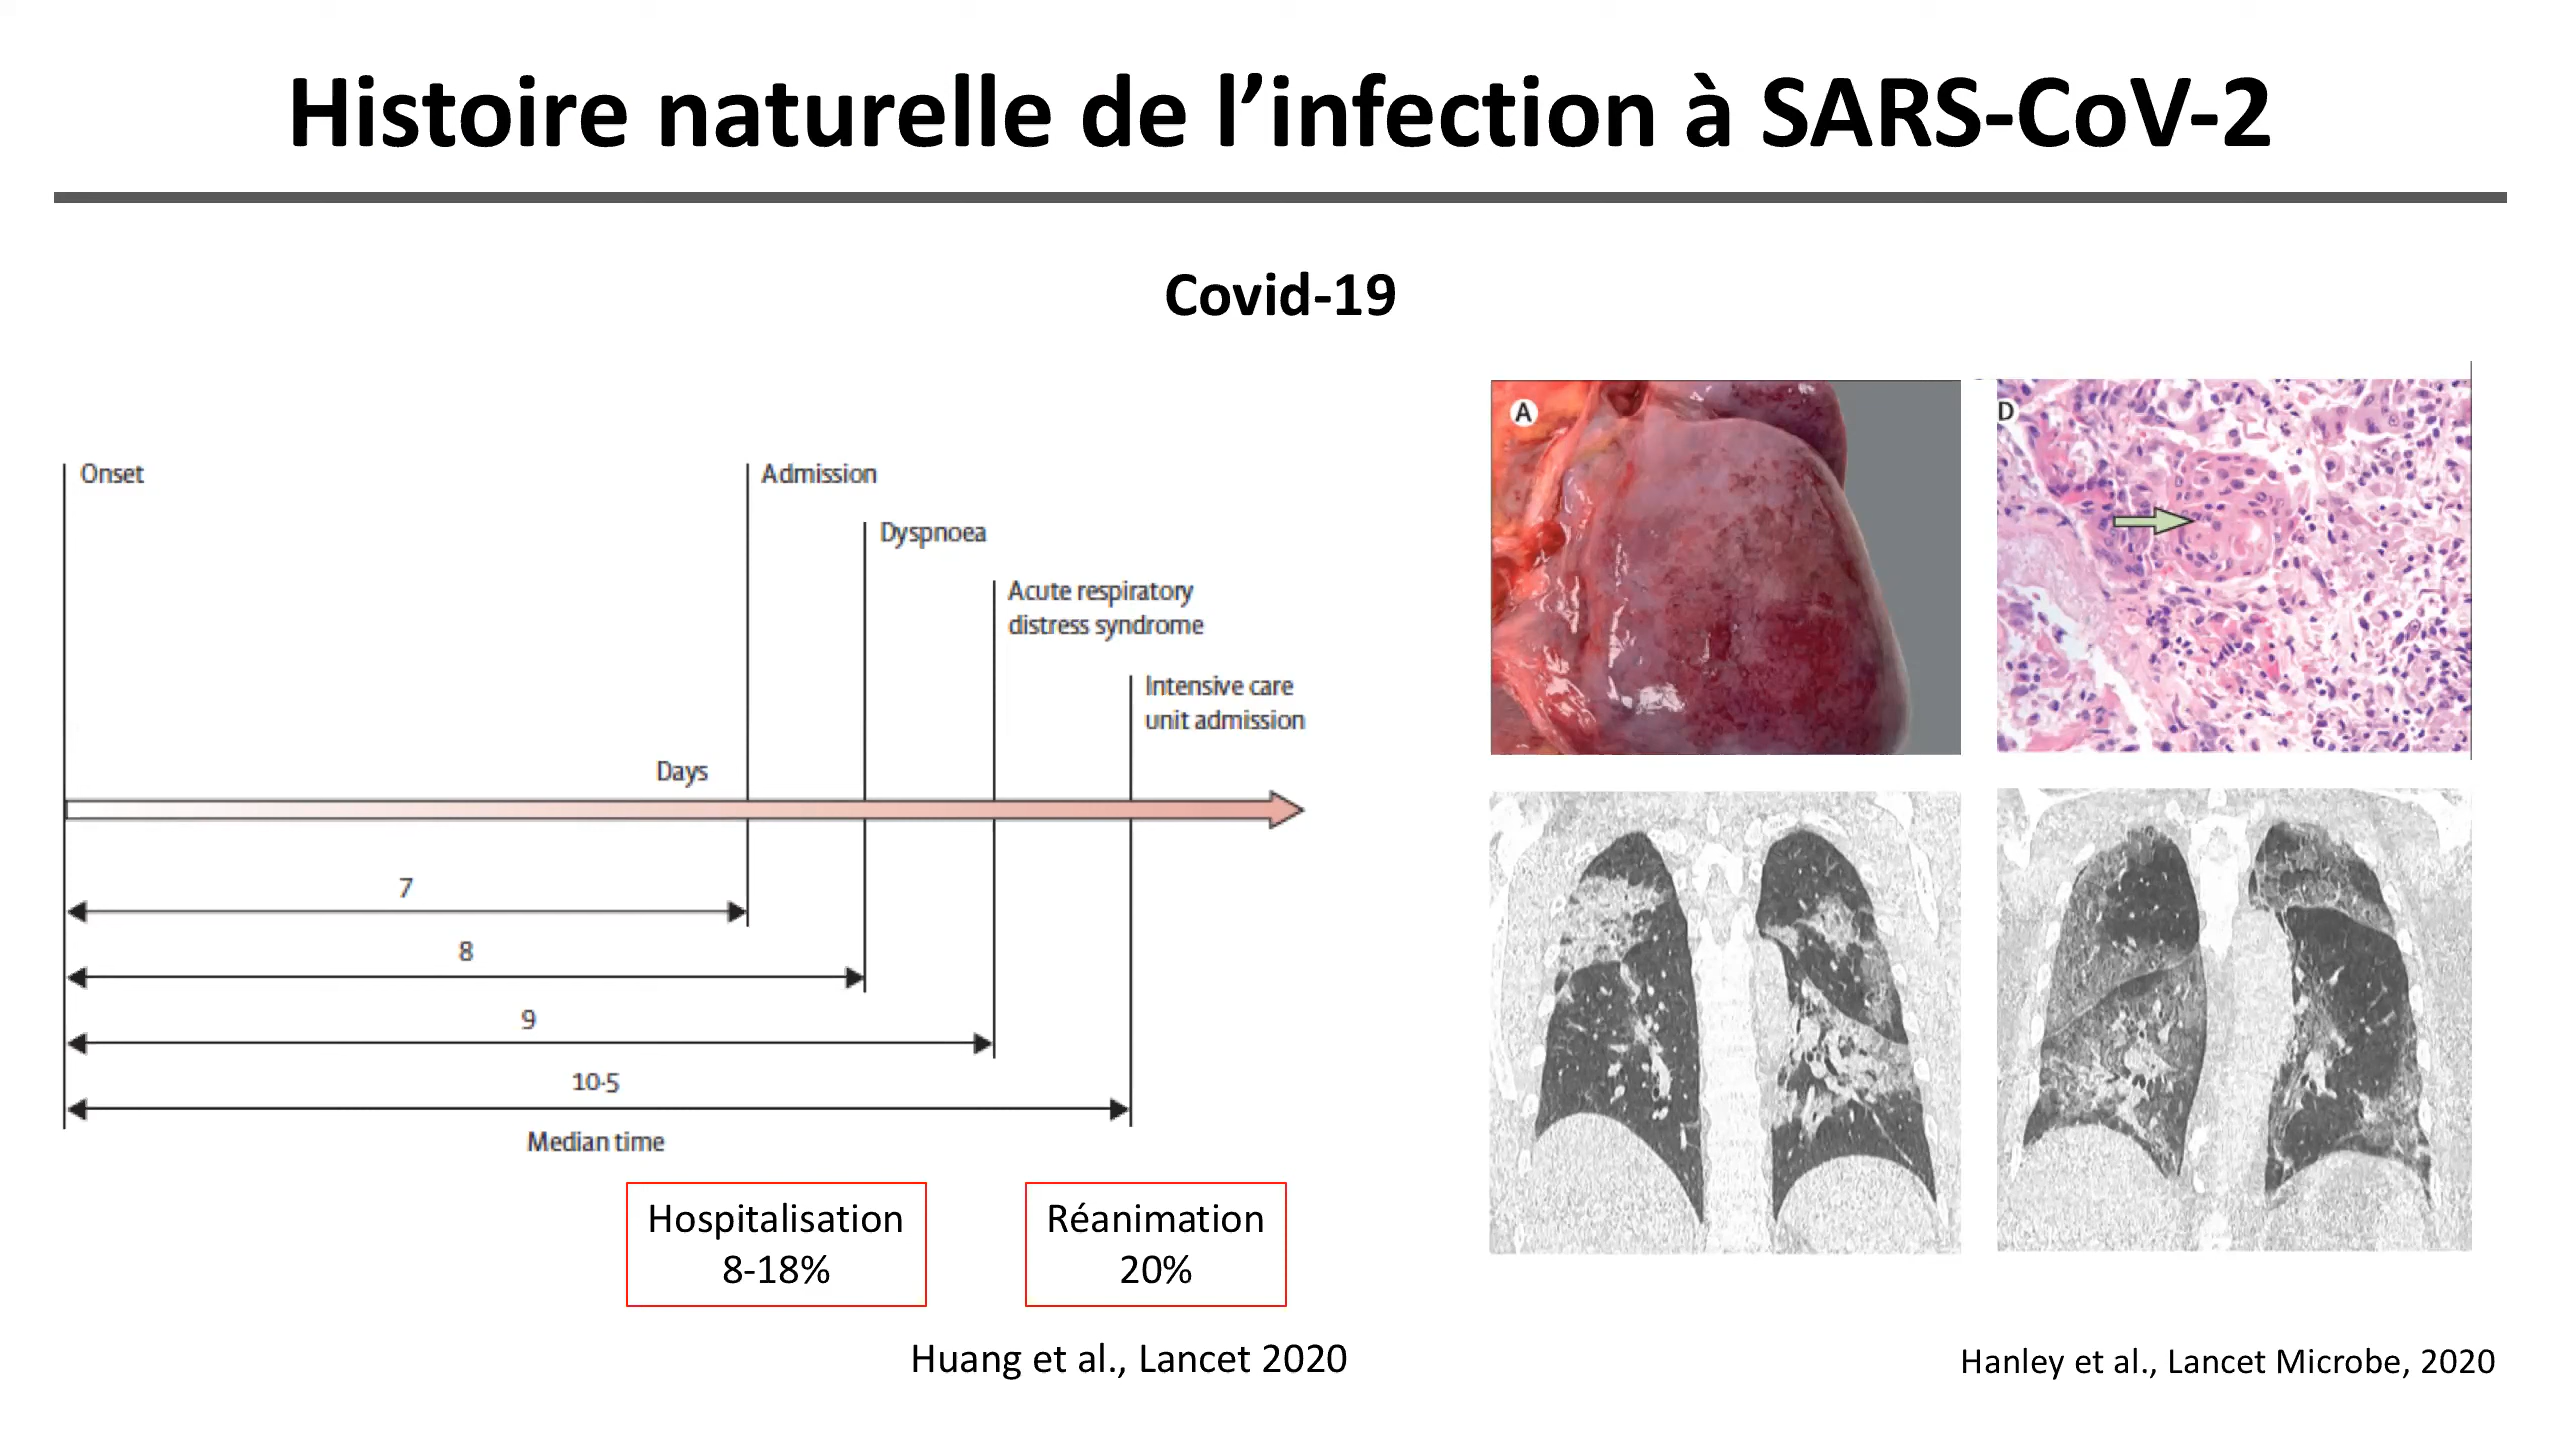 Histoire naturelle de l’infection à SARS-CoV-2
Covid-19
Onset
Admission
Dyspnoea
Acute respiratory
distress syndrome
Intensive care
unit admission
Days
7
8
9
10·5
Median time
Hospitalisation
8-18%
Réanimation
20%
Huang et al., Lancet 2020
A
D
Hanley et al., Lancet Microbe, 2020